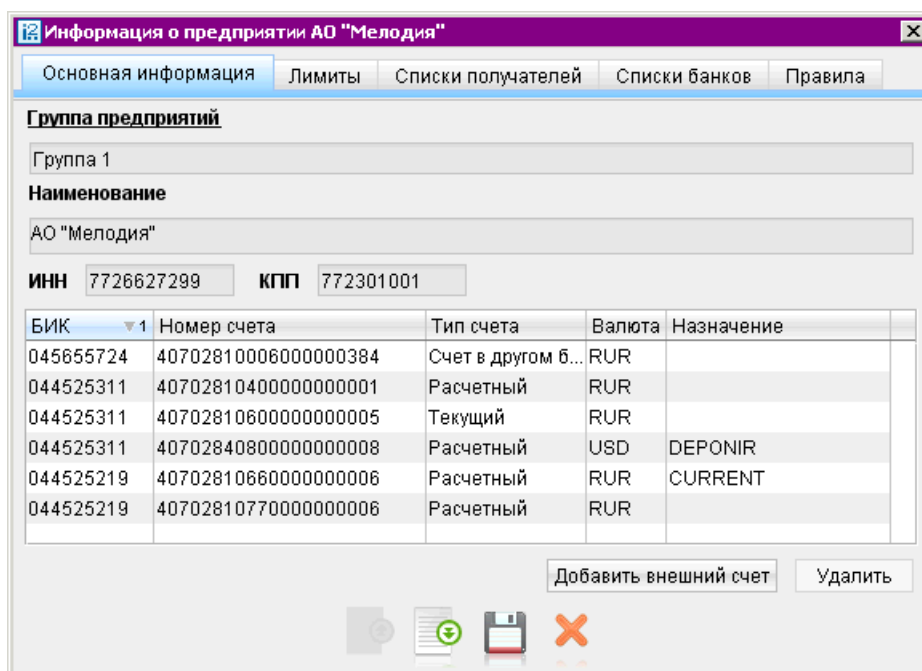 i2 Информация о предприятии АО "Мелодия"
Основная информация Лимиты Списки получателей Списки банков Правила
Группа предприятий
Группа 1
Наименование
АО "Мелодия"
ИНН 7726627299 КПП 772301001
БИК 1 Номер счета Тип счета Валюта Назначение
045655724 40702810006000000384 Счет в другом б... RUR
044525311 40702810400000000001 Расчетный RUR
044525311 40702810600000000005 Текущий RUR
044525311 40702840800000000008 Расчетный USD DEPONIR
044525219 40702810660000000006 Расчетный RUR CURRENT
044525219 40702810770000000006 Расчетный RUR
Добавить внешний счет Удалить